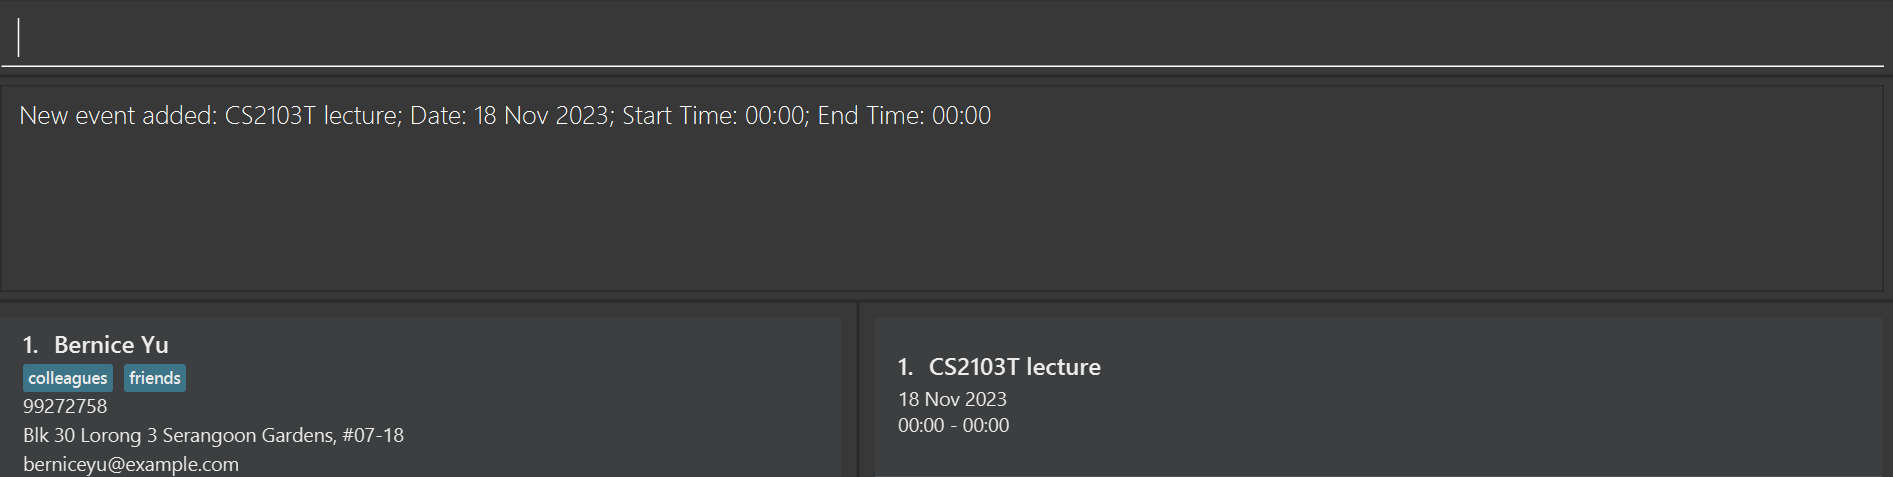 New event added: CS2103T lecture; Date: 18 Nov 2023; Start Time: 00:00; End Time: 00:00
1. Bernice Yu
colleagues friends
99272758
Blk 30 Lorong 3 Serangoon Gardens, #07-18
berniceyu@example.com
1. CS2103T lecture
18 Nov 2023
00:00 - 00:00